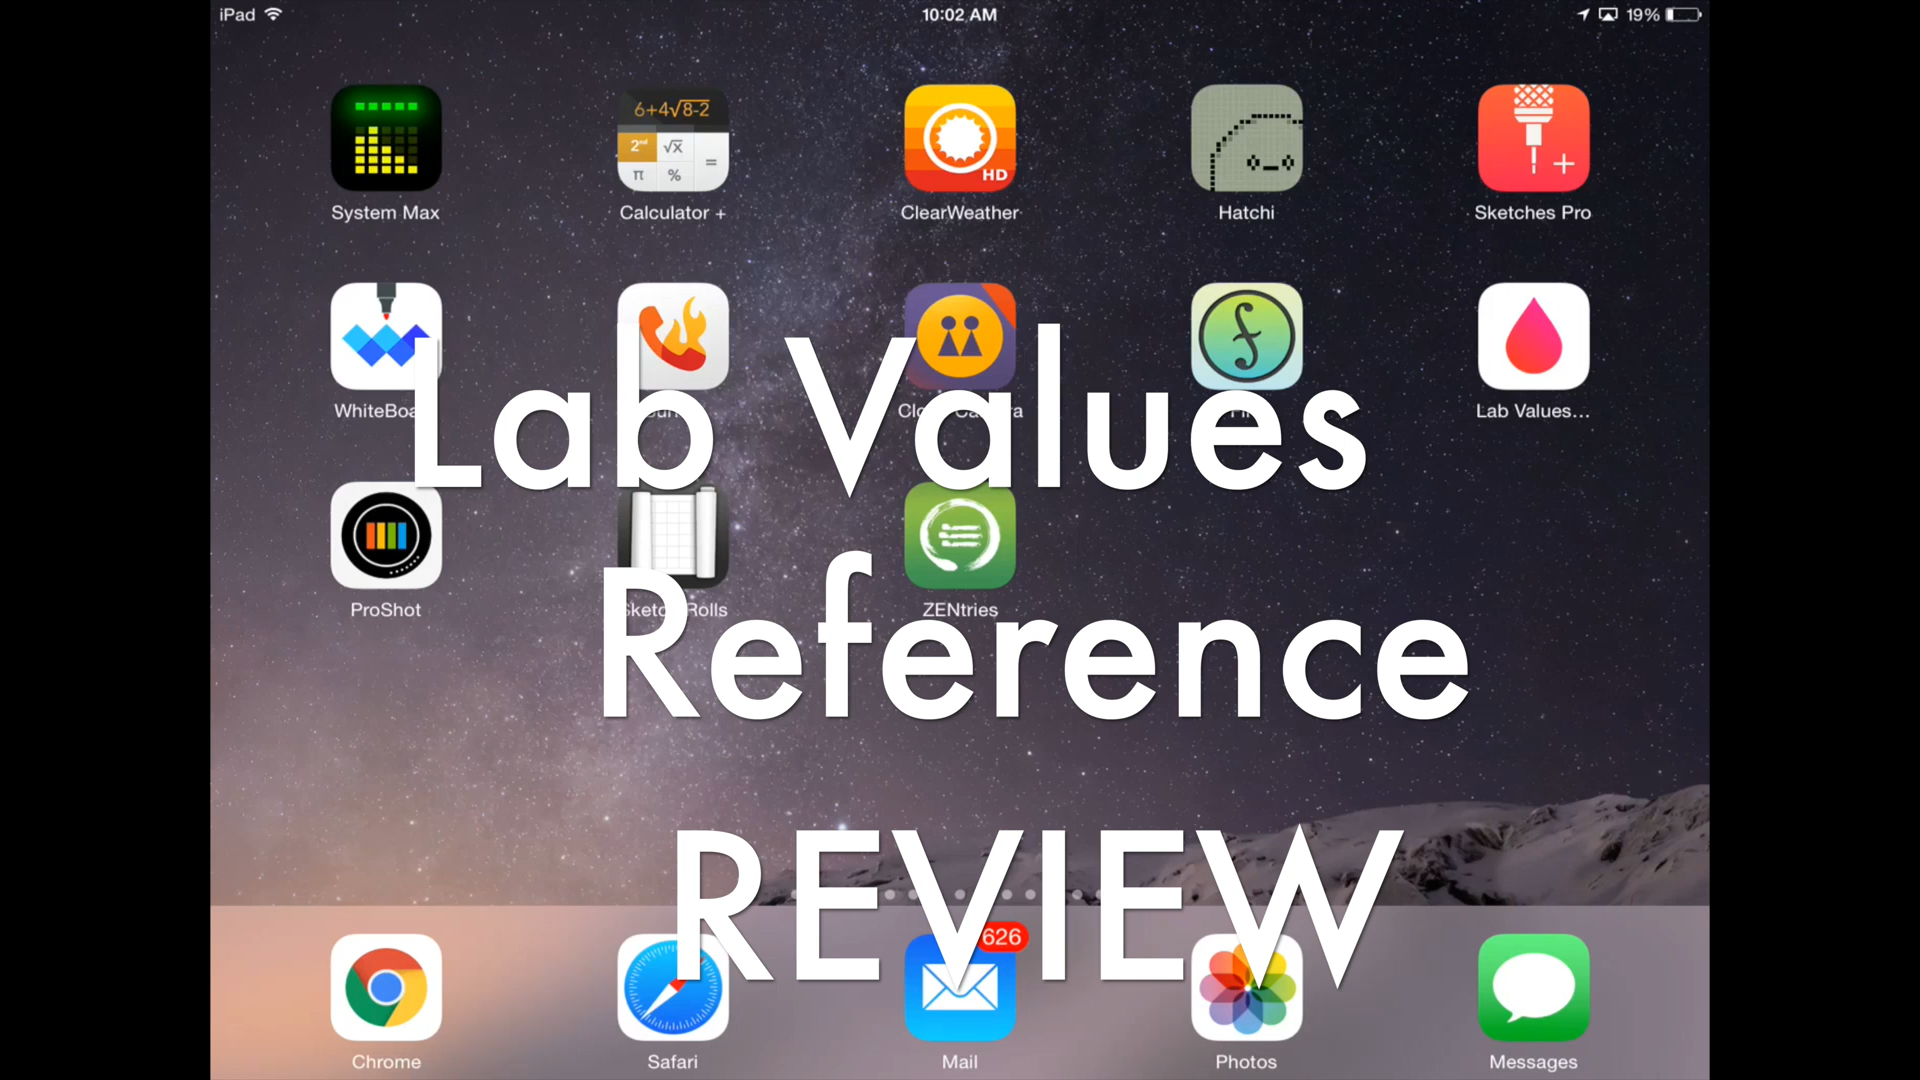 iPad 10:02 AM 19%
6+4√8-2
2nd √x =
π %
HD
System Max Calculator + ClearWeather Hatchi Sketches Pro
Lab Values… 
Lab Values
ProShot ZENtries
Reference
REVIEW
626
Chrome Safari Mail Photos Messages